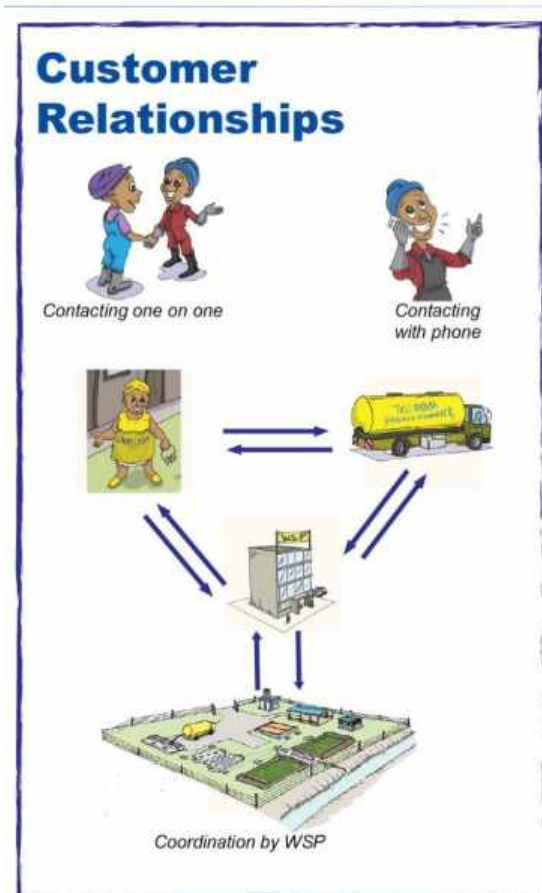 Customer
Relationships
Contacting one on one
Contacting
with phone
WSP
Coordination by WSP